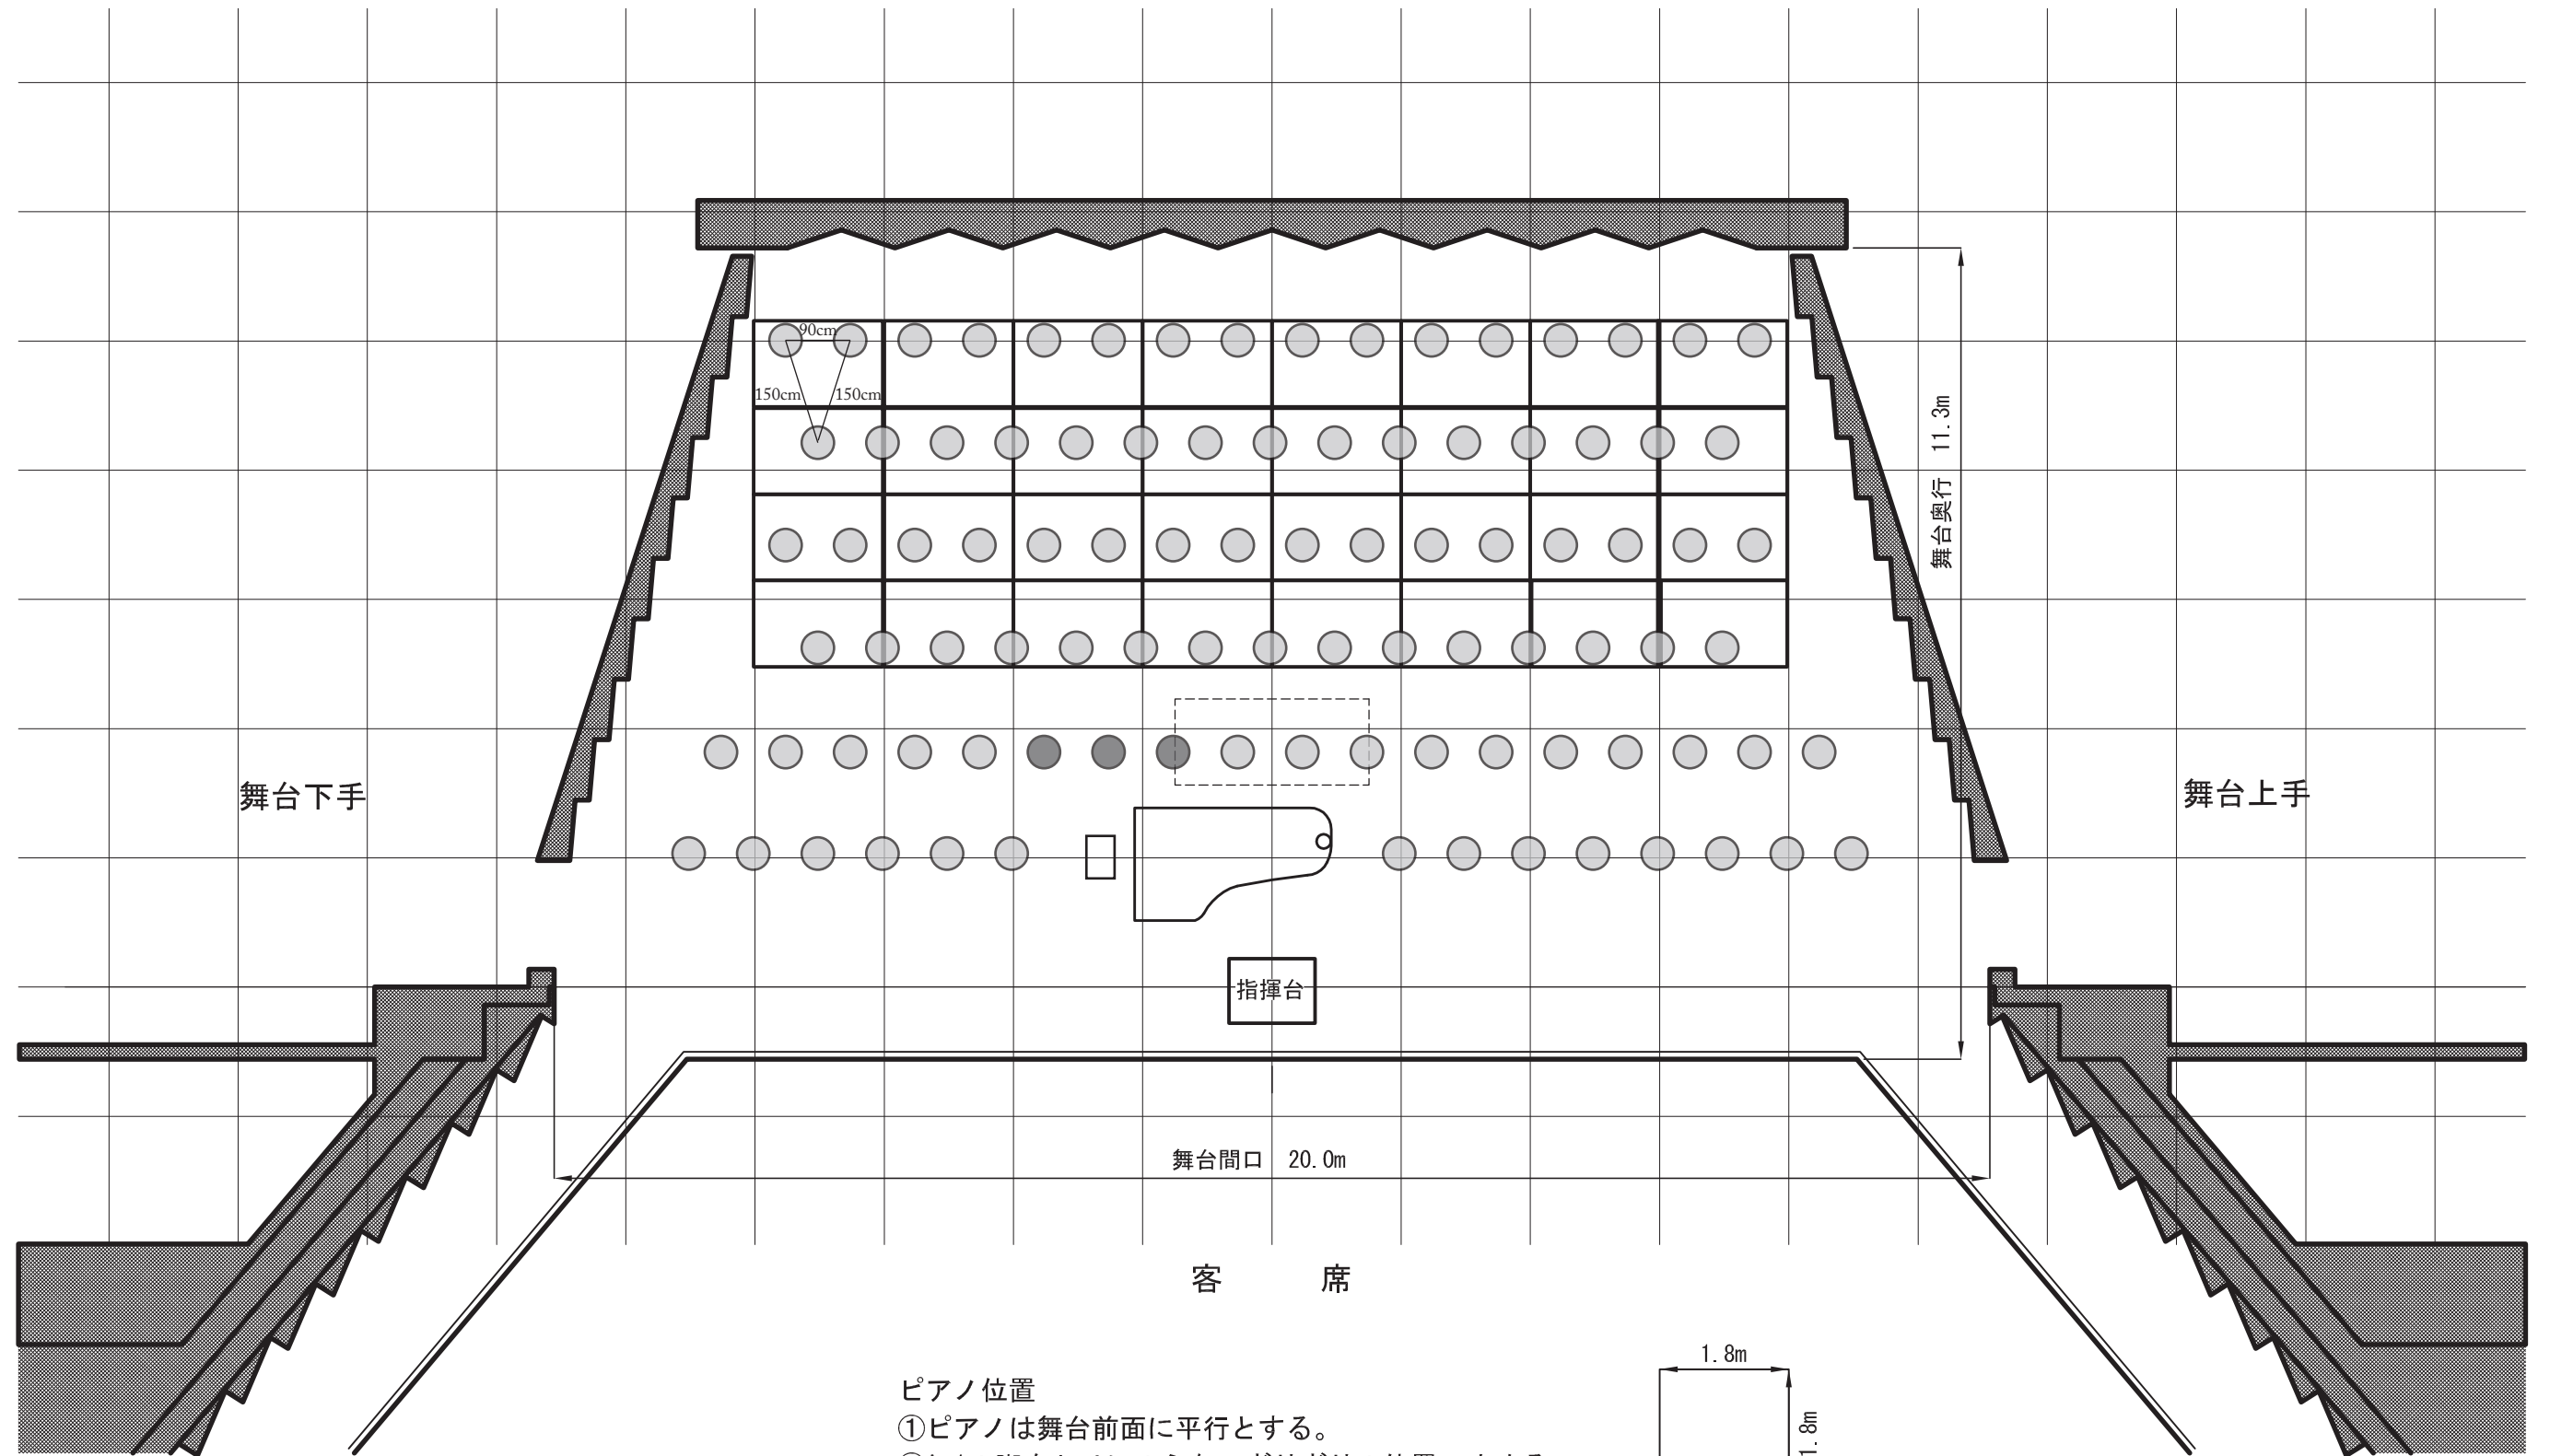 90cm
150cm
150cm
舞台奥行　11.3m
舞台下手
舞台上手
指揮台
舞台間口　20.0m
客　席
1.8m
ピアノ位置
①ピアノは舞台前面に平行とする。
1.8m